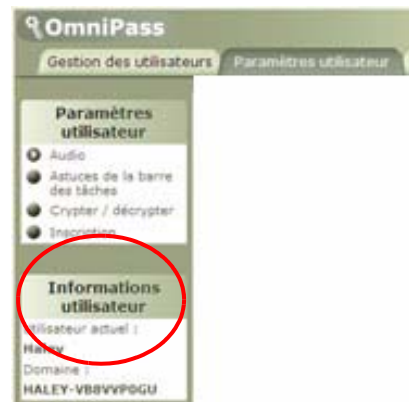 OmniPass
Gestion des utilisateurs
Paramètres utilisateur
Paramètres
utilisateur
Audio
Astuces de la barre
des tâches
Crypter / décrypter
Inscription
Informations
utilisateur
Utilisateur actuel :
Haley
Domaine :
HALEY-VB8VVP0GU